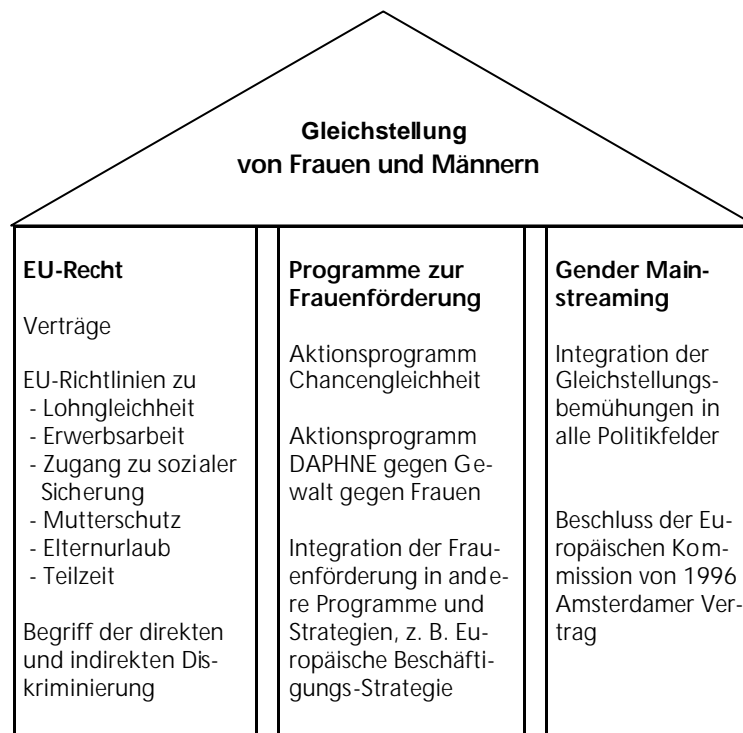 Gleichstellung
von Frauen und Männern
EU-Recht
Verträge
EU-Richtlinien zu
- Lohngleichheit
- Erwerbsarbeit
- Zugang zu sozialer
Sicherung
- Mutterschutz
- Elternurlaub
- Teilzeit
Begriff der direkten
und indirekten Dis-
kriminierung
Programme zur
Frauenförderung
Aktionsprogramm
Chancengleichheit
Aktionsprogramm
DAPHNE gegen Ge-
walt gegen Frauen
Integration der Frau-
enförderung in ande-
re Programme und
Strategien, z. B. Eu-
ropäische Beschäfti-
gungs-Strategie
Gender Main-
streaming
Integration der
Gleichstellungs-
bemühungen in
alle Politikfelder
Beschluss der Eu-
ropäischen Kom-
mission von 1996
Amsterdamer Ver-
trag